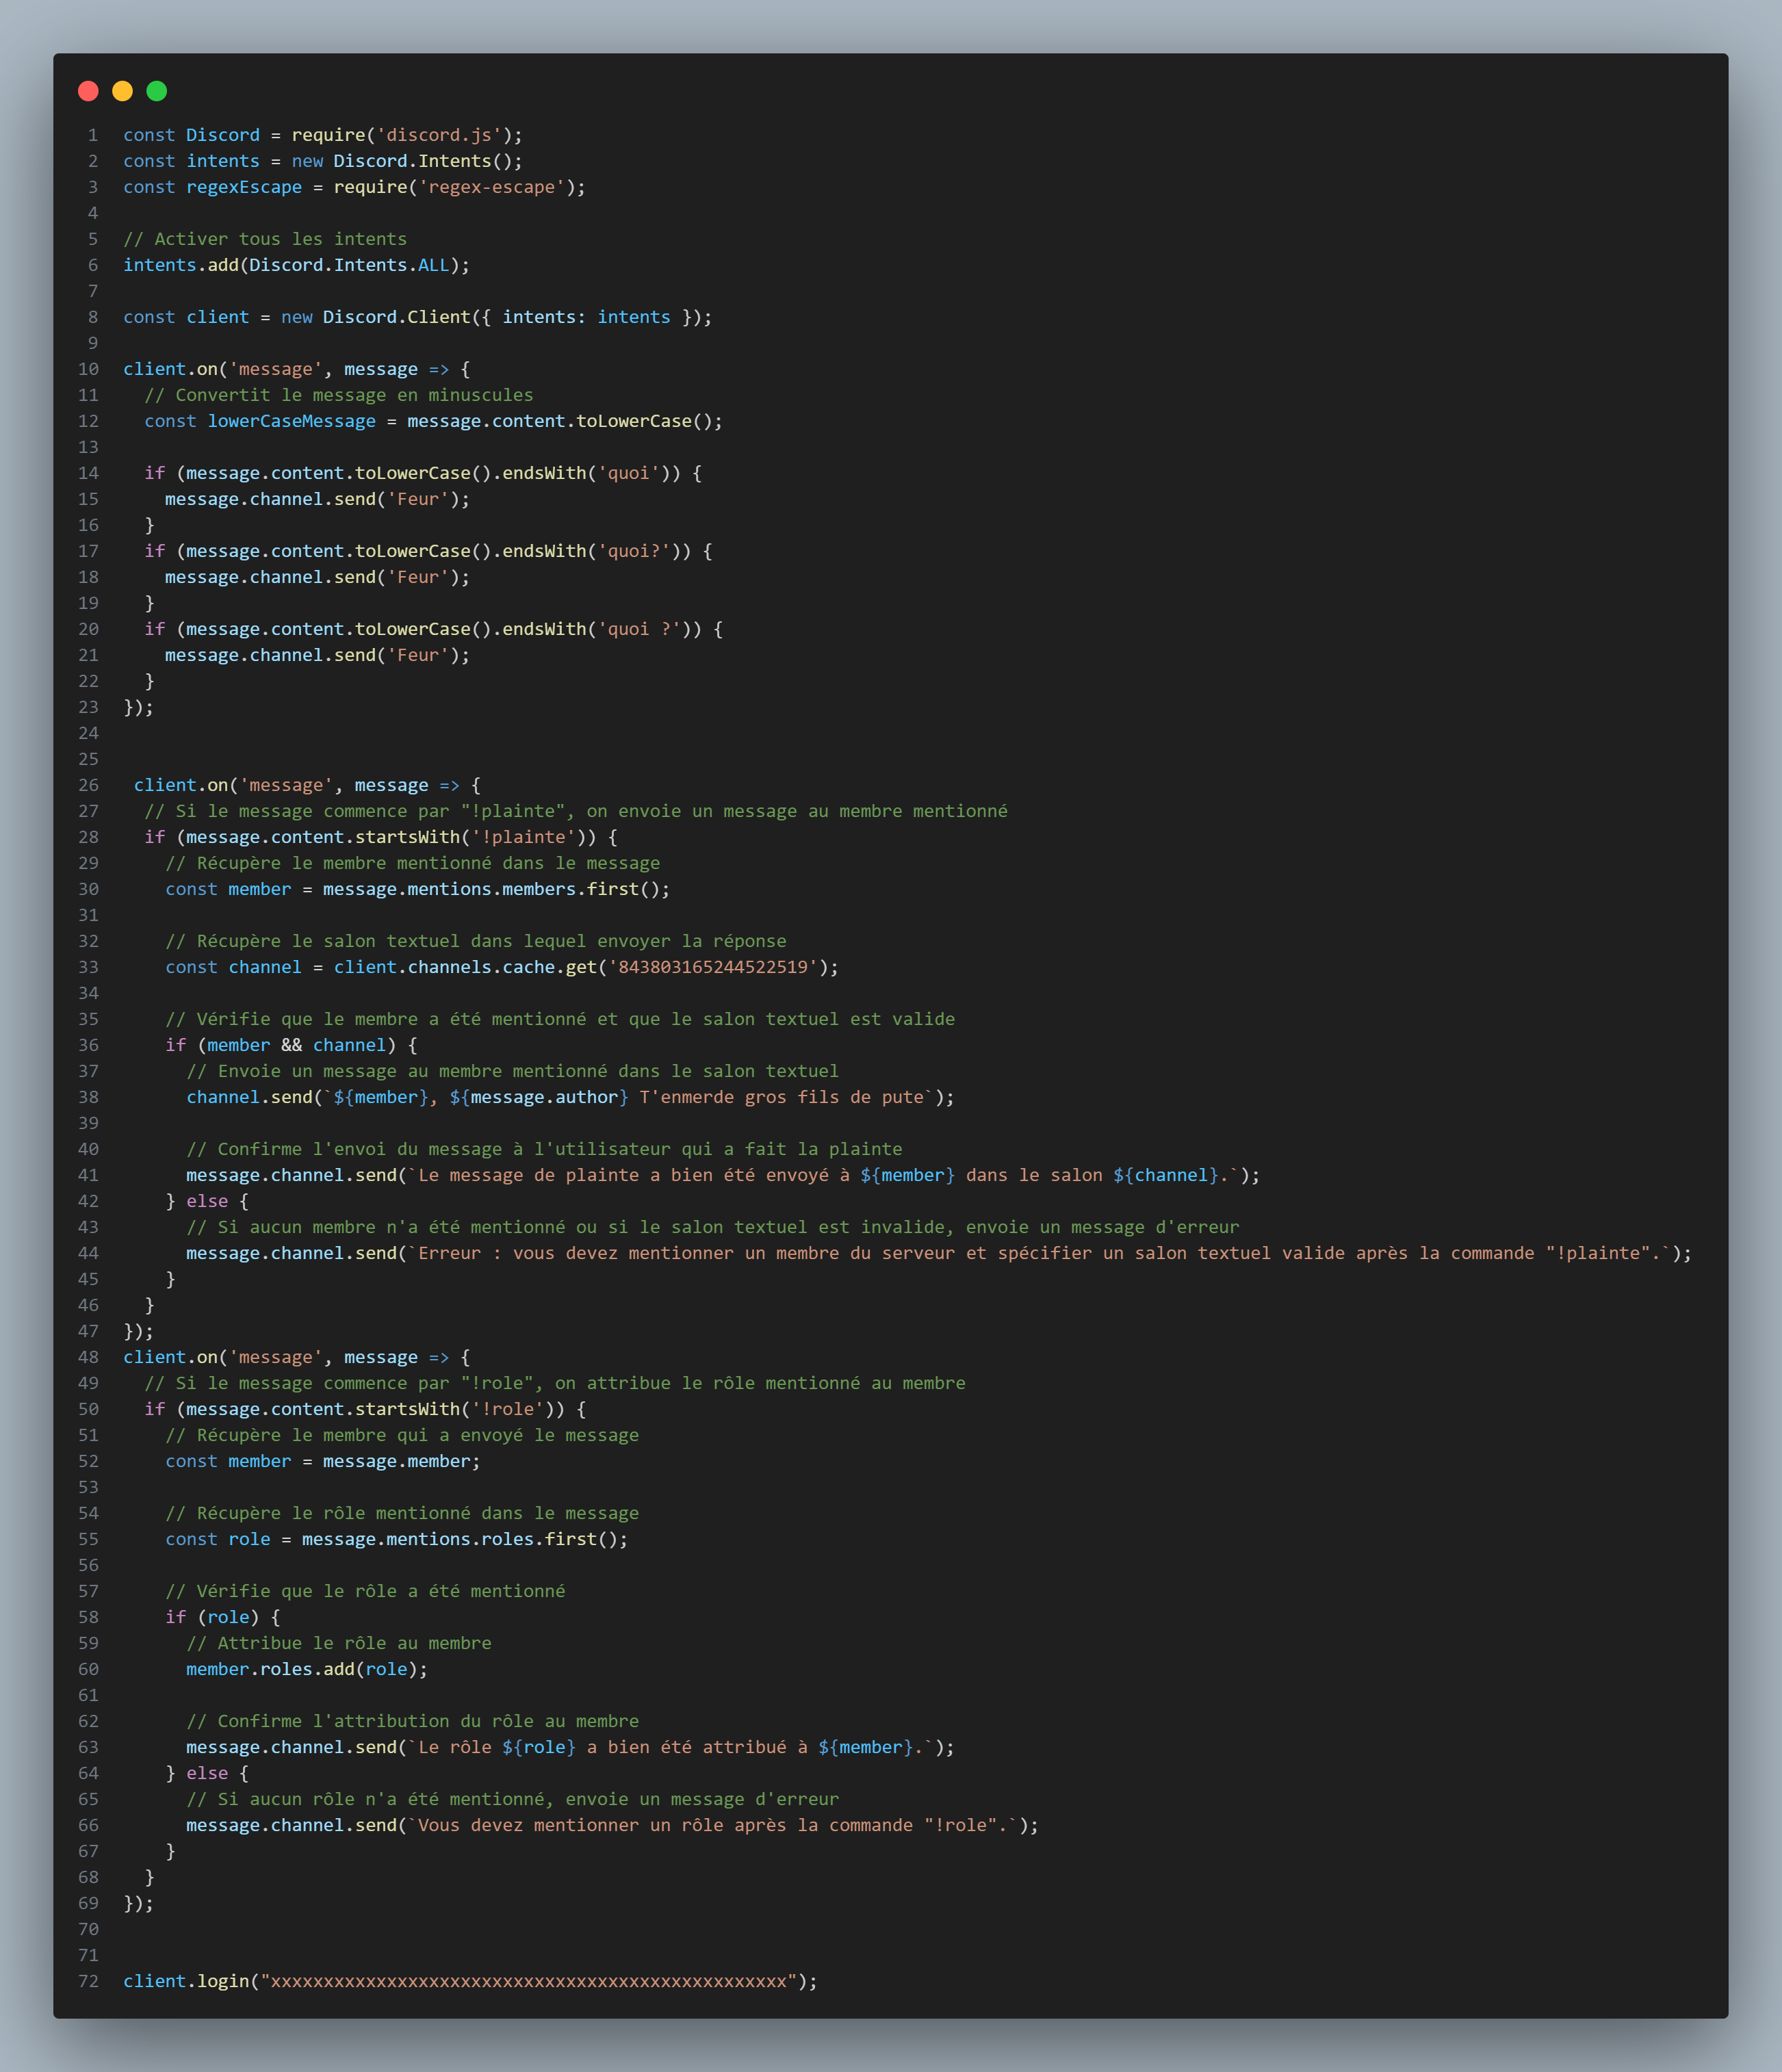 1 const Discord = require('discord.js');
2 const intents = new Discord.Intents();
3 const regexEscape = require('regex-escape');
4
5 // Activer tous les intents
6 intents.add(Discord.Intents.ALL);
7
8 const client = new Discord.Client({ intents: intents });
9
10 client.on('message', message => {
11   // Convertit le message en minuscules
12   const lowerCaseMessage = message.content.toLowerCase();
13
14   if (message.content.toLowerCase().endsWith('quoi')) {
15     message.channel.send('Feur');
16   }
17   if (message.content.toLowerCase().endsWith('quoi?')) {
18     message.channel.send('Feur');
19   }
20   if (message.content.toLowerCase().endsWith('quoi ?')) {
21     message.channel.send('Feur');
22   }
23 });
24
25
26  client.on('message', message => {
27   // Si le message commence par "!plainte", on envoie un message au membre mentionné
28   if (message.content.startsWith('!plainte')) {
29     // Récupère le membre mentionné dans le message
30     const member = message.mentions.members.first();
31
32     // Récupère le salon textuel dans lequel envoyer la réponse
33     const channel = client.channels.cache.get('843803165244522519');
34
35     // Vérifie que le membre a été mentionné et que le salon textuel est valide
36     if (member && channel) {
37       // Envoie un message au membre mentionné dans le salon textuel
38       channel.send(`${member}, ${message.author} T'enmerde gros fils de pute`);
39
40       // Confirme l'envoi du message à l'utilisateur qui a fait la plainte
41       message.channel.send(`Le message de plainte a bien été envoyé à ${member} dans le salon ${channel}.`);
42     } else {
43       // Si aucun membre n'a été mentionné ou si le salon textuel est invalide, envoie un message d'erreur
44       message.channel.send(`Erreur : vous devez mentionner un membre du serveur et spécifier un salon textuel valide après la commande "!plainte".`);
45     }
46   }
47 });
48 client.on('message', message => {
49   // Si le message commence par "!role", on attribue le rôle mentionné au membre
50   if (message.content.startsWith('!role')) {
51     // Récupère le membre qui a envoyé le message
52     const member = message.member;
53
54     // Récupère le rôle mentionné dans le message
55     const role = message.mentions.roles.first();
56
57     // Vérifie que le rôle a été mentionné
58     if (role) {
59       // Attribue le rôle au membre
60       member.roles.add(role);
61
62       // Confirme l'attribution du rôle au membre
63       message.channel.send(`Le rôle ${role} a bien été attribué à ${member}.`);
64     } else {
65       // Si aucun rôle n'a été mentionné, envoie un message d'erreur
66       message.channel.send(`Vous devez mentionner un rôle après la commande "!role".`);
67     }
68   }
69 });
70
71
72 client.login("xxxxxxxxxxxxxxxxxxxxxxxxxxxxxxxxxxxxxxxxxxxxxxxxx");